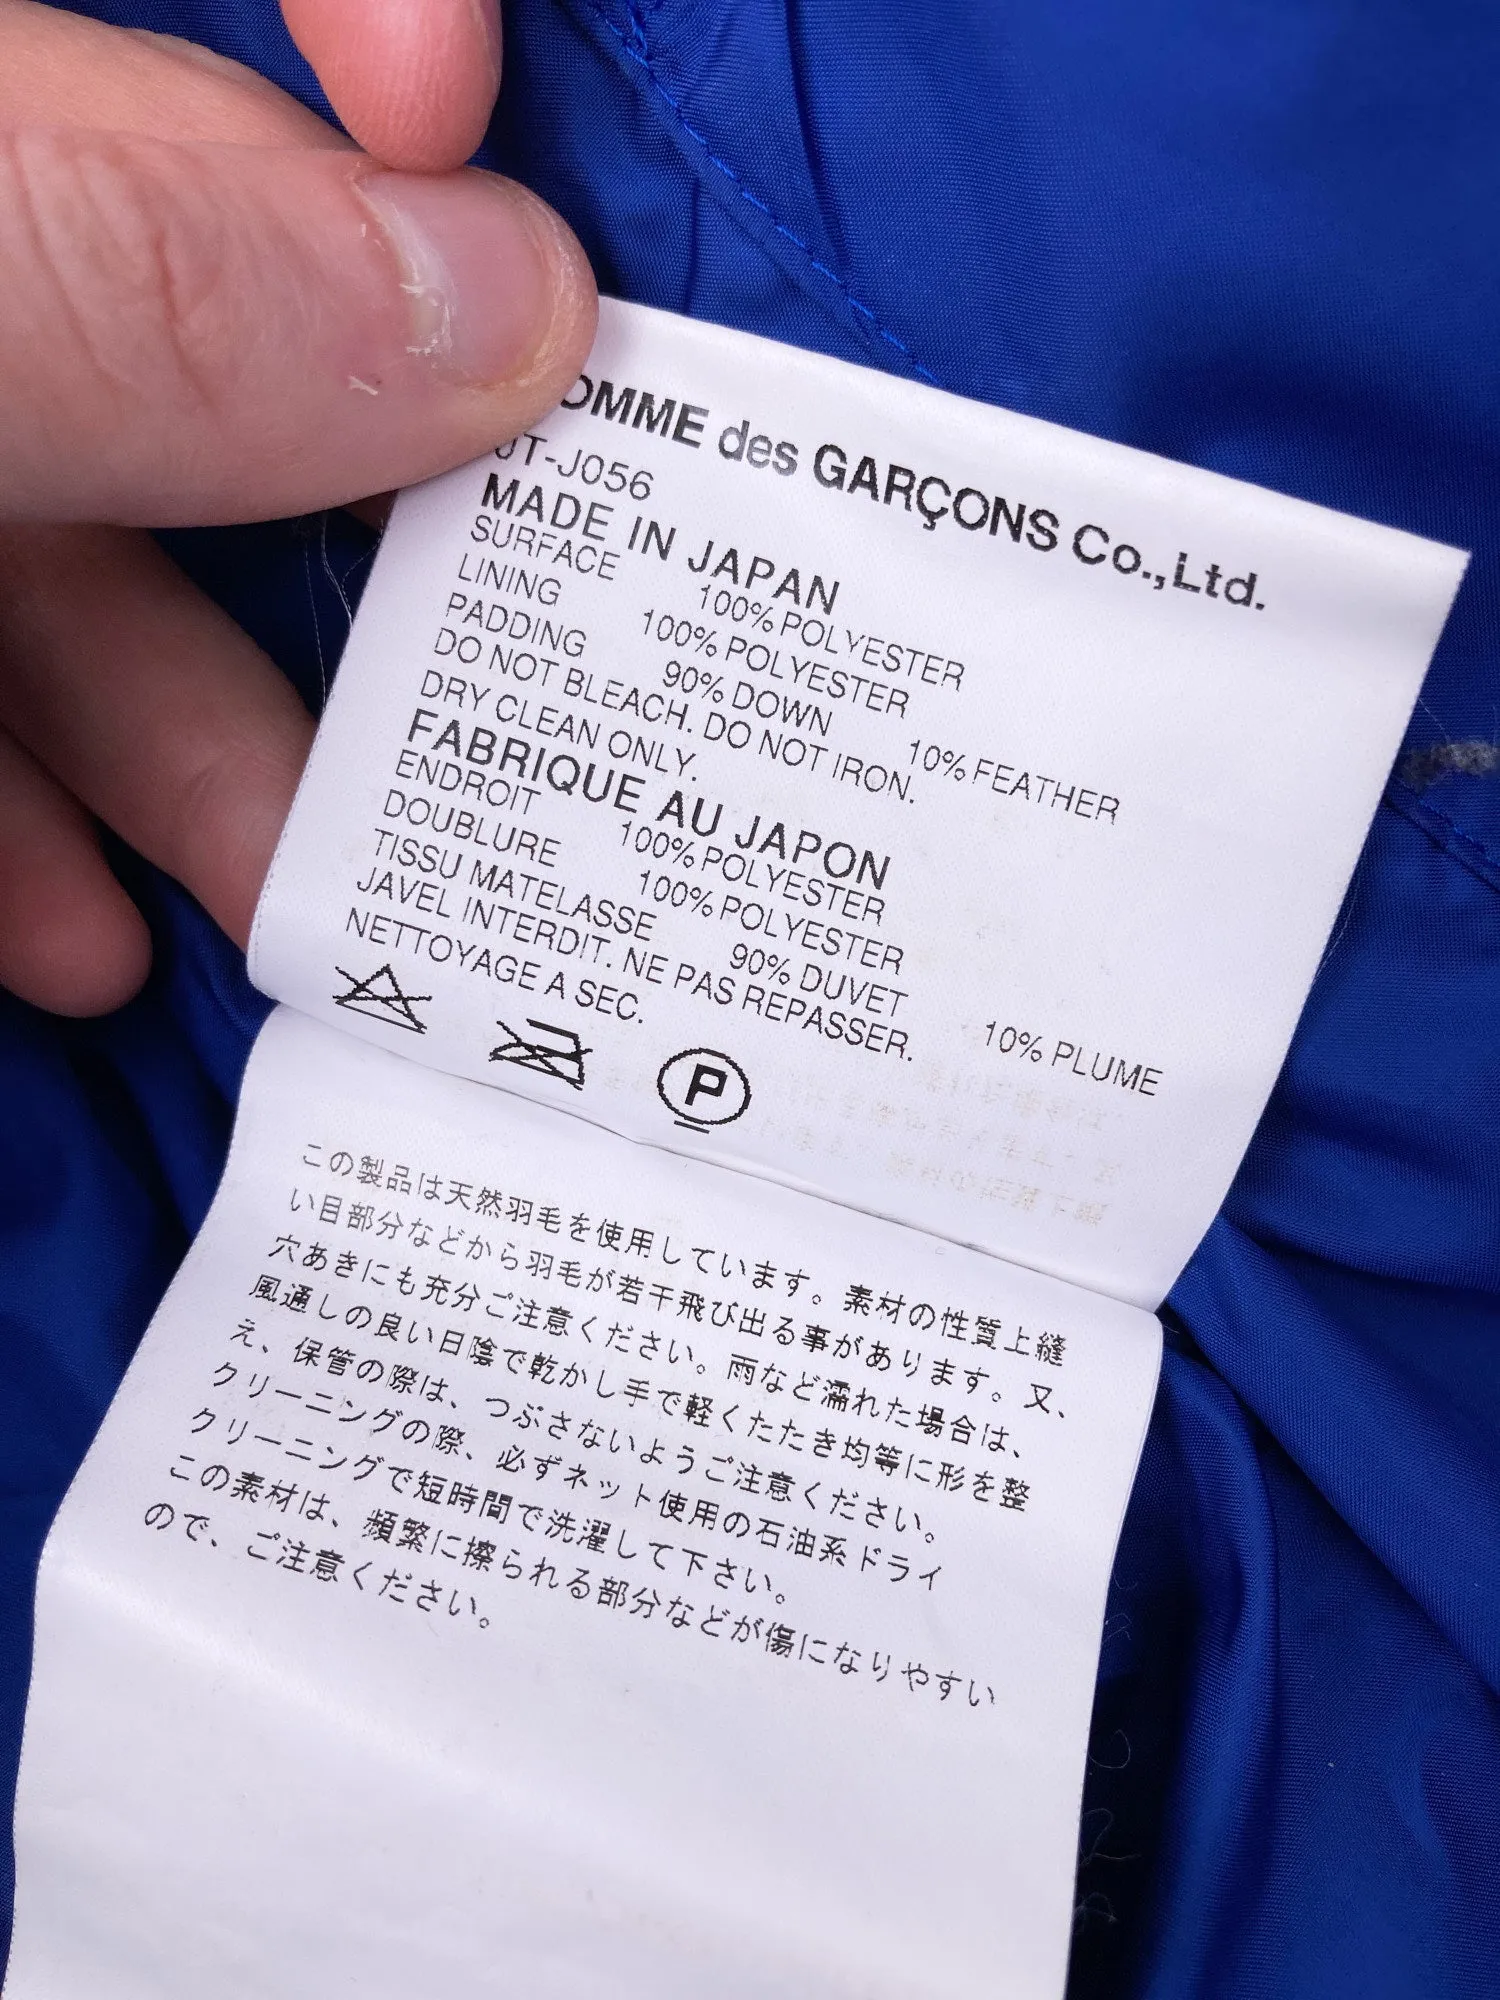 OMME des GARÇONS Co.,Ltd.
JT-J056
MADE IN JAPAN
SURFACE 100% POLYESTER
LINING 100% POLYESTER
PADDING 90% DOWN 10% FEATHER
DO NOT BLEACH. DO NOT IRON.
DRY CLEAN ONLY.
FABRIQUE AU JAPON
ENDROIT 100% POLYESTER
DOUBLURE 100% POLYESTER
TISSU MATELASSE 90% DUVET 10% PLUME
JAVEL INTERDIT. NE PAS REPASSER.
NETTOYAGE A SEC.
P
この製品は天然羽毛を使用しています。素材の性質上縫
い目部分などから羽毛が若干飛び出る事があります。又、
穴あきにも充分ご注意ください。雨など濡れた場合は、
風通しの良い日陰で乾かし手で軽くたたき均等に形を整
え、保管の際は、つぶさないようご注意ください。
クリーニングの際、必ずネット使用の石油系ドライ
クリーニングで短時間で洗濯して下さい。
この素材は、頻繁に擦られる部分などが傷になりやすい
ので、ご注意ください。